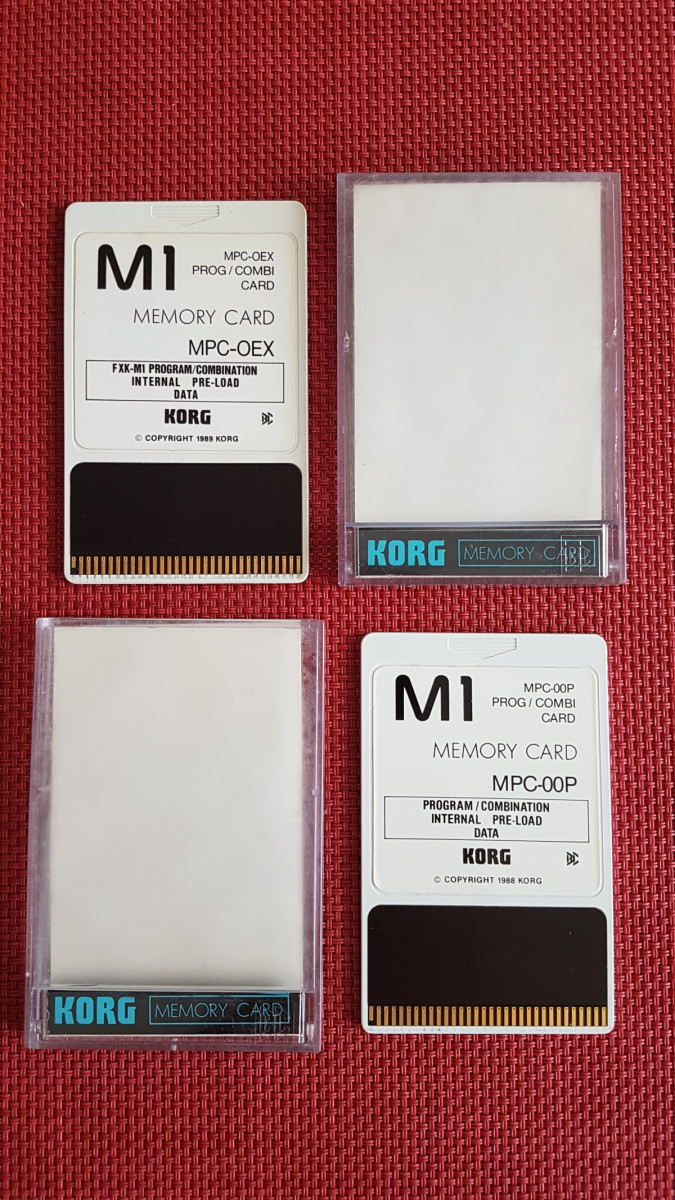 M1
MPC-OEX
PROG / COMBI
CARD
MEMORY CARD
MPC-OEX
FXK-M1 PROGRAM/COMBINATION
INTERNAL PRE-LOAD
DATA
KORG
© COPYRIGHT 1989 KORG
KORG MEMORY CARD
KORG MEMORY CARD
M1
MPC-00P
PROG / COMBI
CARD
MEMORY CARD
MPC-00P
PROGRAM / COMBINATION
INTERNAL PRE-LOAD
DATA
KORG
© COPYRIGHT 1988 KORG